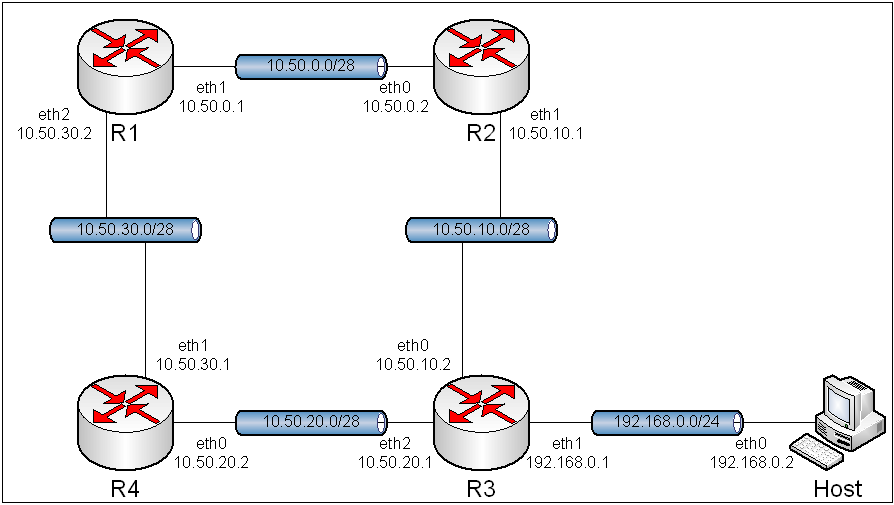 10.50.0.0/28
eth1
10.50.0.1
eth0
10.50.0.2
eth2
10.50.30.2
R1
R2
eth1
10.50.10.1
10.50.30.0/28
10.50.10.0/28
eth1
10.50.30.1
eth0
10.50.10.2
10.50.20.0/28
192.168.0.0/24
eth0
10.50.20.2
eth2
10.50.20.1
eth1
192.168.0.1
eth0
192.168.0.2
R4
R3
Host